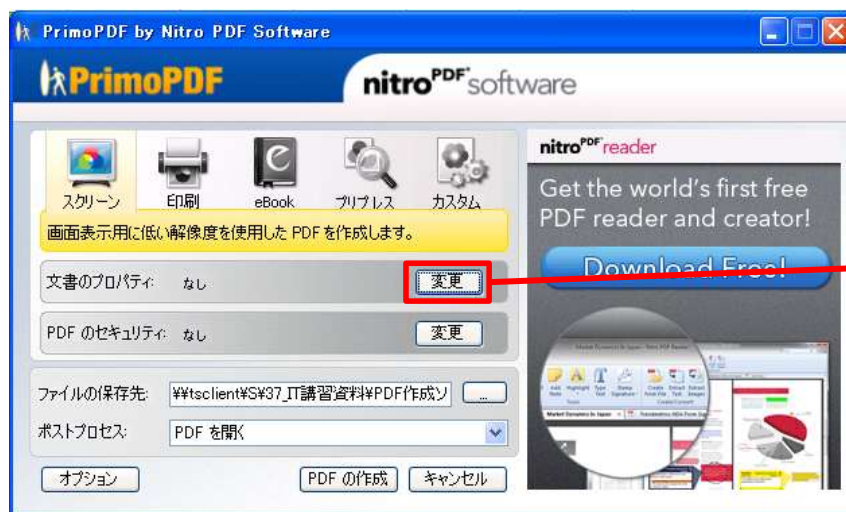 PrimoPDF by Nitro PDF Software
PrimoPDF
nitroPDF software
スクリーン 印刷 eBook プリプレス カスタム
画面表示用に低い解像度を使用した PDF を作成します。
文書のプロパティ: なし 変更
PDF のセキュリティ: なし 変更
ファイルの保存先: ¥¥tsclient¥S¥37_IT講習資料¥PDF作成ソ ...
ポストプロセス: PDF を開く
オプション PDF の作成 キャンセル
nitroPDF reader
Get the world's first free
PDF reader and creator!
Download Free!